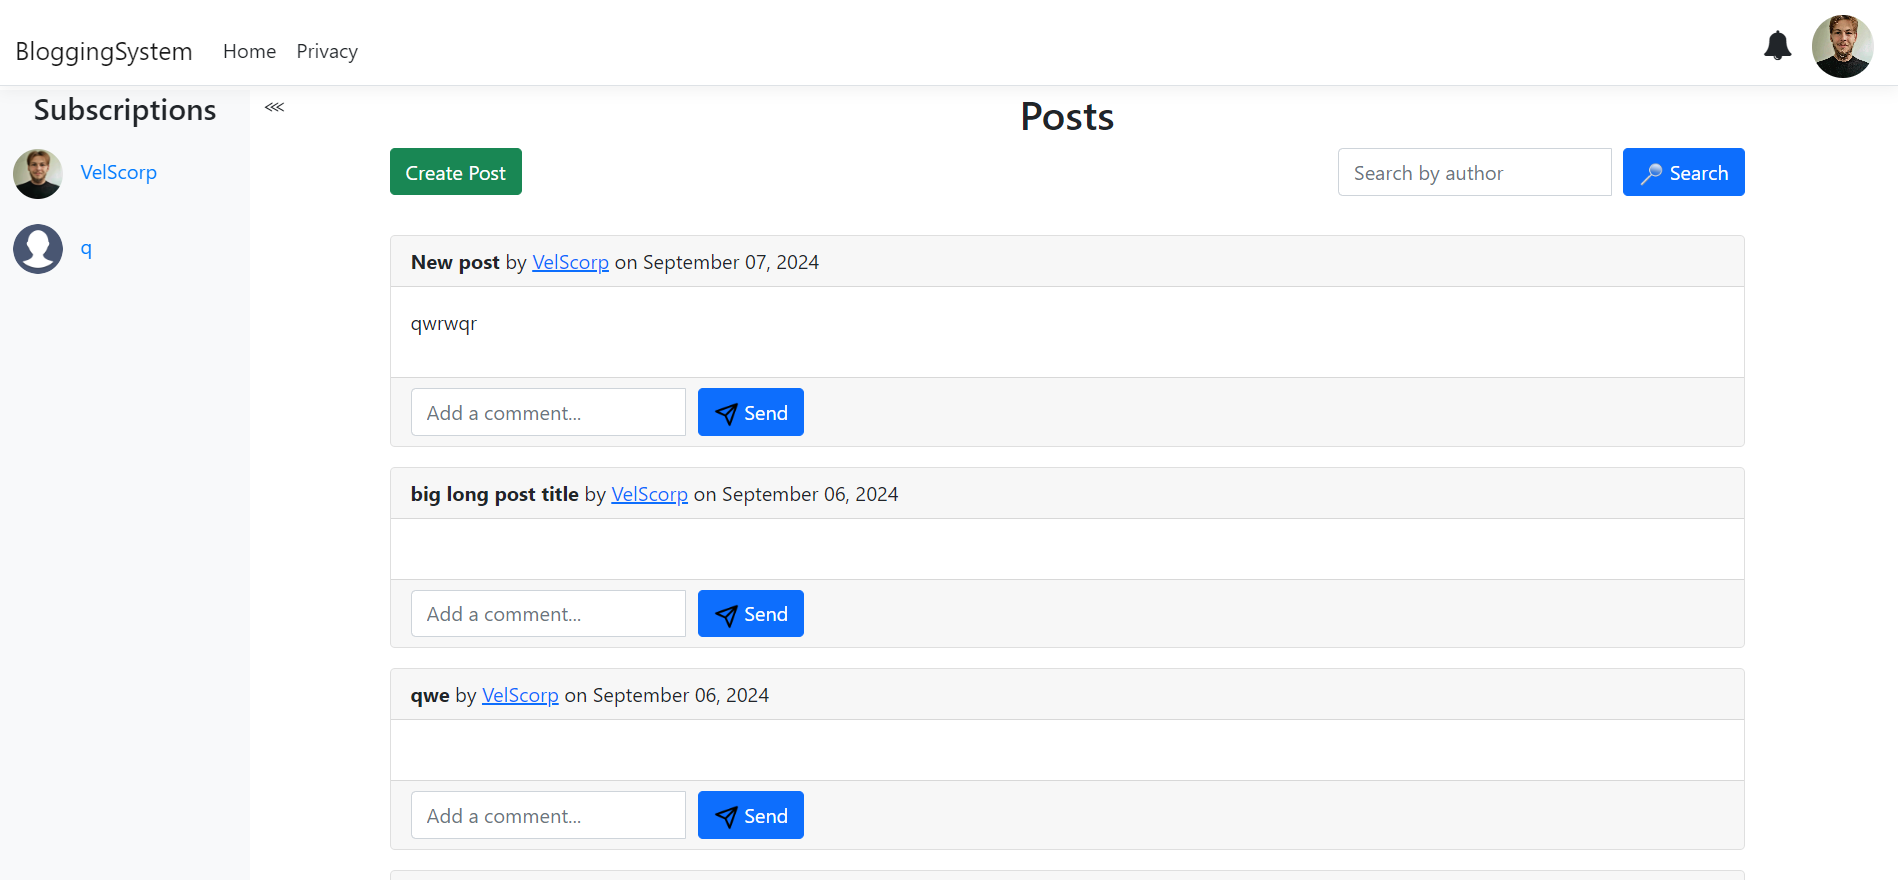 BloggingSystem Home Privacy
Subscriptions
VelScorp
q
⋘
Posts
Create Post
Search by author
Search
New post by VelScorp on September 07, 2024
qwrwqr
Add a comment...
Send
big long post title by VelScorp on September 06, 2024
Add a comment...
Send
qwe by VelScorp on September 06, 2024
Add a comment...
Send